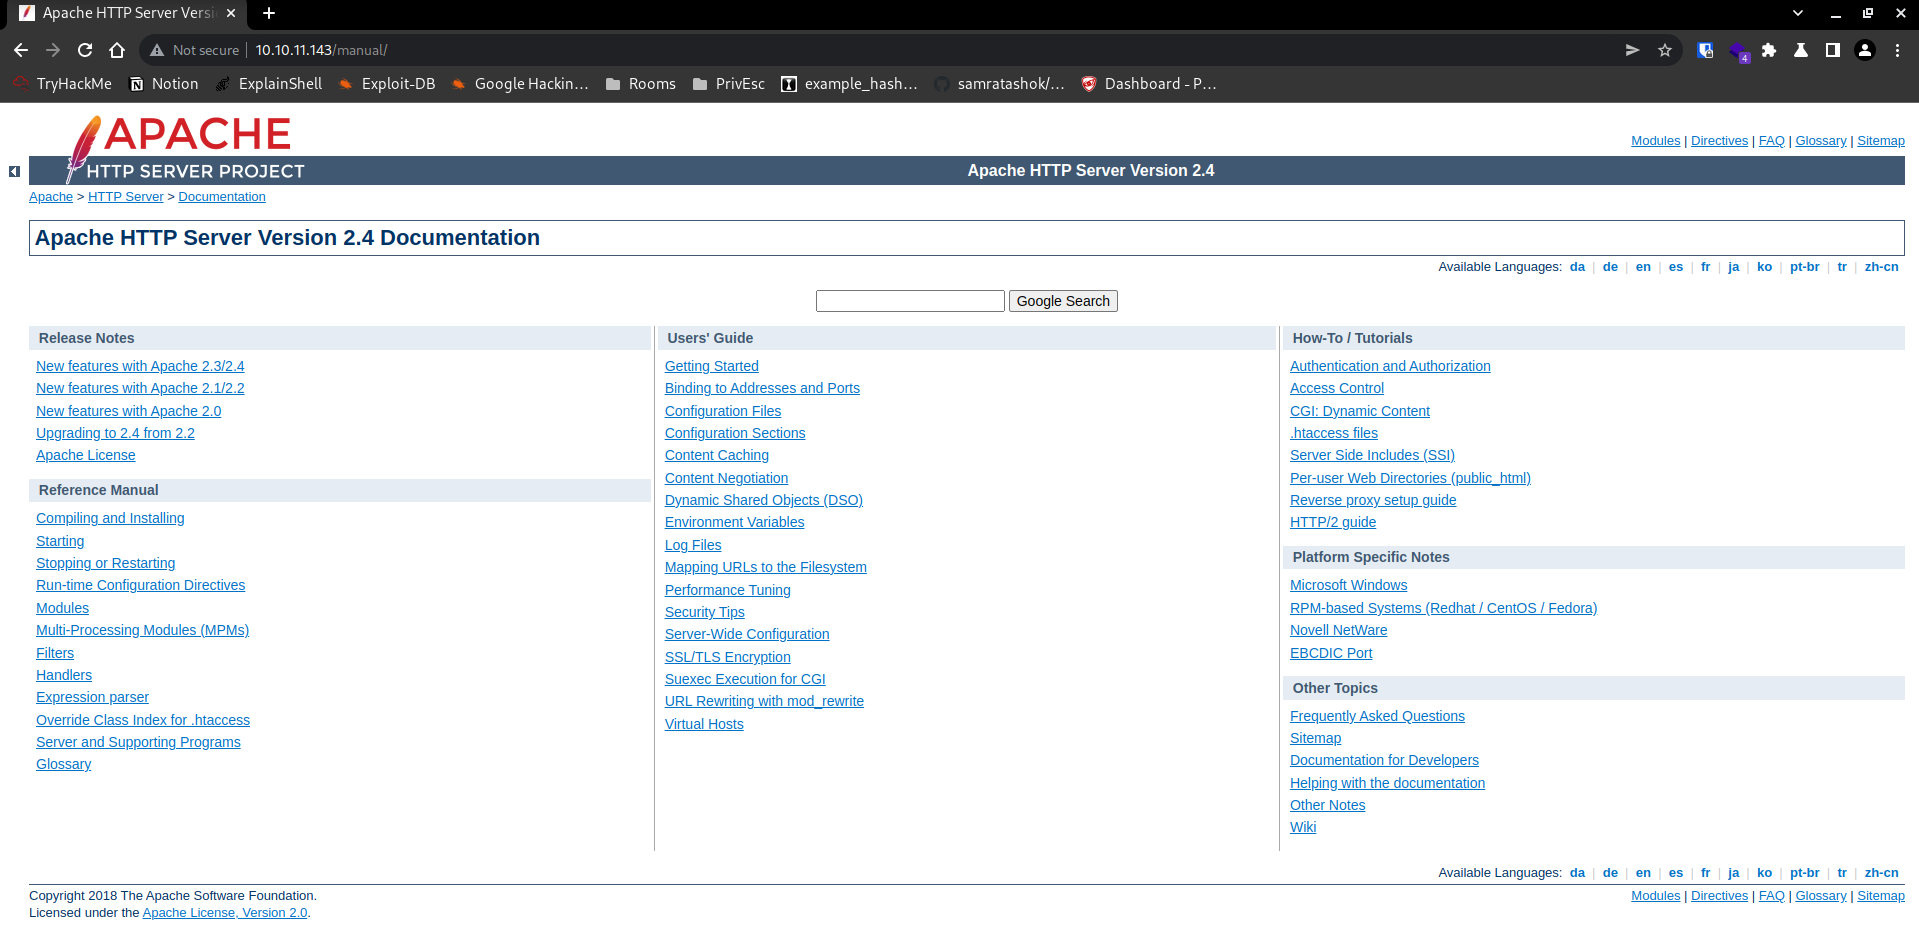 Apache HTTP Server Versi
Not secure
10.10.11.143/manual/
4
TryHackMe
Notion
ExplainShell
Exploit-DB
Google Hackin…
Rooms
PrivEsc
example_hash…
samratashok/…
Dashboard - P…
APACHE
HTTP SERVER PROJECT
Modules | Directives | FAQ | Glossary | Sitemap
Apache HTTP Server Version 2.4
Apache > HTTP Server > Documentation
Apache HTTP Server Version 2.4 Documentation
Available Languages: da | de | en | es | fr | ja | ko | pt-br | tr | zh-cn
Google Search
Release Notes
New features with Apache 2.3/2.4
New features with Apache 2.1/2.2
New features with Apache 2.0
Upgrading to 2.4 from 2.2
Apache License
Reference Manual
Compiling and Installing
Starting
Stopping or Restarting
Run-time Configuration Directives
Modules
Multi-Processing Modules (MPMs)
Filters
Handlers
Expression parser
Override Class Index for .htaccess
Server and Supporting Programs
Glossary
Users' Guide
Getting Started
Binding to Addresses and Ports
Configuration Files
Configuration Sections
Content Caching
Content Negotiation
Dynamic Shared Objects (DSO)
Environment Variables
Log Files
Mapping URLs to the Filesystem
Performance Tuning
Security Tips
Server-Wide Configuration
SSL/TLS Encryption
Suexec Execution for CGI
URL Rewriting with mod_rewrite
Virtual Hosts
How-To / Tutorials
Authentication and Authorization
Access Control
CGI: Dynamic Content
.htaccess files
Server Side Includes (SSI)
Per-user Web Directories (public_html)
Reverse proxy setup guide
HTTP/2 guide
Platform Specific Notes
Microsoft Windows
RPM-based Systems (Redhat / CentOS / Fedora)
Novell NetWare
EBCDIC Port
Other Topics
Frequently Asked Questions
Sitemap
Documentation for Developers
Helping with the documentation
Other Notes
Wiki
Available Languages: da | de | en | es | fr | ja | ko | pt-br | tr | zh-cn
Copyright 2018 The Apache Software Foundation.
Licensed under the Apache License, Version 2.0.
Modules | Directives | FAQ | Glossary | Sitemap